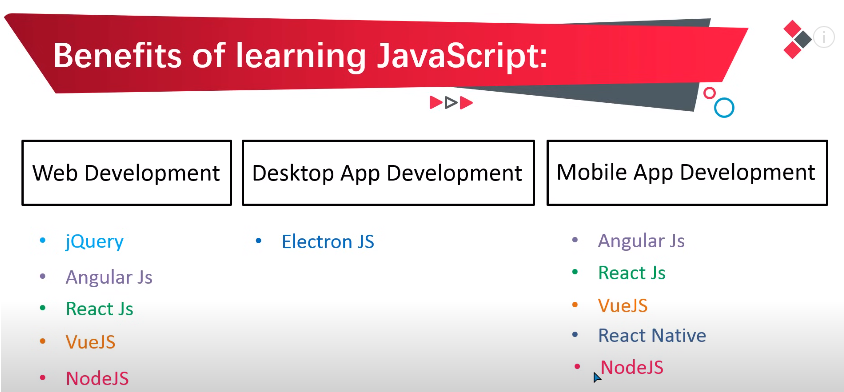 Benefits of learning JavaScript:
Web Development
• jQuery
• Angular Js
• React Js
• VueJS
• NodeJS
Desktop App Development
• Electron JS
Mobile App Development
• Angular Js
• React Js
• VueJS
• React Native
• NodeJS